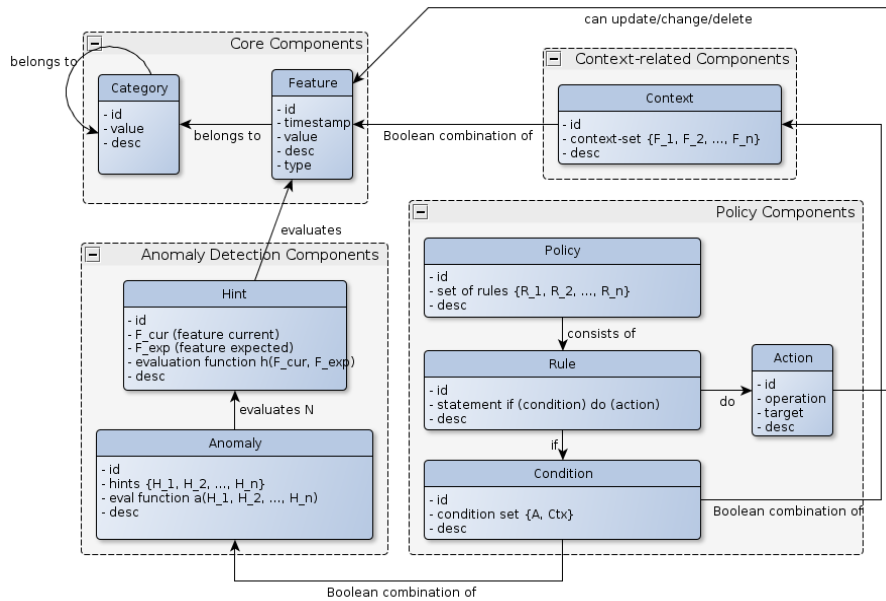 can update/change/delete
Core Components
belongs to
Category
- id
- value
- desc
Feature
- id
- timestamp
- value
- desc
- type
belongs to
Boolean combination of
Context-related Components
Context
- id
- context-set {F_1, F_2, ..., F_n}
- desc
evaluates
Anomaly Detection Components
Hint
- id
- F_cur (feature current)
- F_exp (feature expected)
- evaluation function h(F_cur, F_exp)
- desc
evaluates N
Anomaly
- id
- hints {H_1, H_2, ..., H_n}
- eval function a(H_1, H_2, ..., H_n)
- desc
Policy Components
Policy
- id
- set of rules {R_1, R_2, ..., R_n}
- desc
consists of
Rule
- id
- statement if (condition) do (action)
- desc
do
Action
- id
- operation
- target
- desc
if
Condition
- id
- condition set {A, Ctx}
- desc
Boolean combination of
Boolean combination of